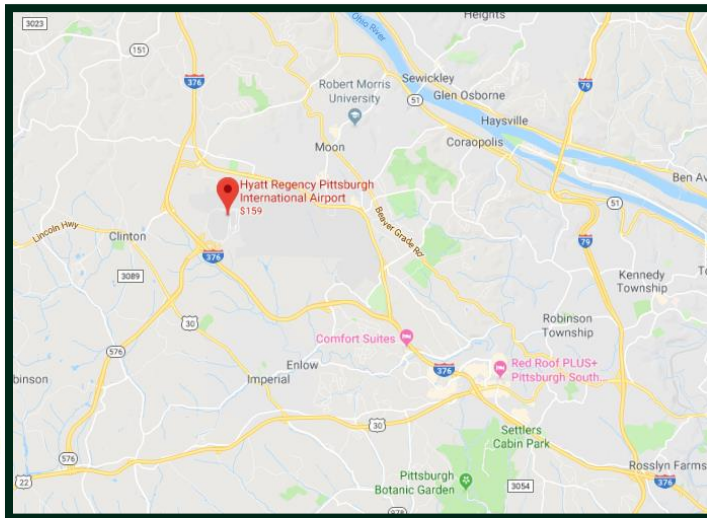 3023
Heights
Ohio River
151
376
Robert Morris
University
Sewickley
79
51
Glen Osborne
Haysville
Moon
Coraopolis
Ben Av
Hyatt Regency Pittsburgh
International Airport
$159
51
Beaver Grade Rd
Lincoln Hwy
Clinton
79
376
3089
Kennedy
Township
To
30
Robinson
Township
576
Comfort Suites
Enlow
Red Roof PLUS+
Pittsburgh South...
376
binson
Imperial
30
Settlers
Cabin Park
576
Rosslyn Farms
22
Pittsburgh
Botanic Garden
3054
376
978